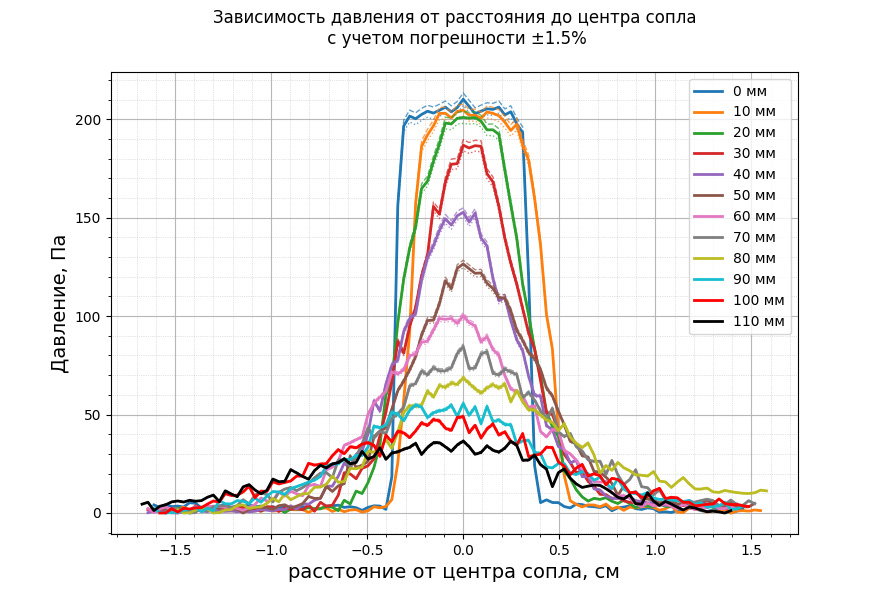 Зависимость давления от расстояния до центра сопла
с учетом погрешности ±1.5%
Давление, Па
200
150
100
50
0
0 мм
10 мм
20 мм
30 мм
40 мм
50 мм
60 мм
70 мм
80 мм
90 мм
100 мм
110 мм
−1.5 −1.0 −0.5 0.0 0.5 1.0 1.5
расстояние от центра сопла, см